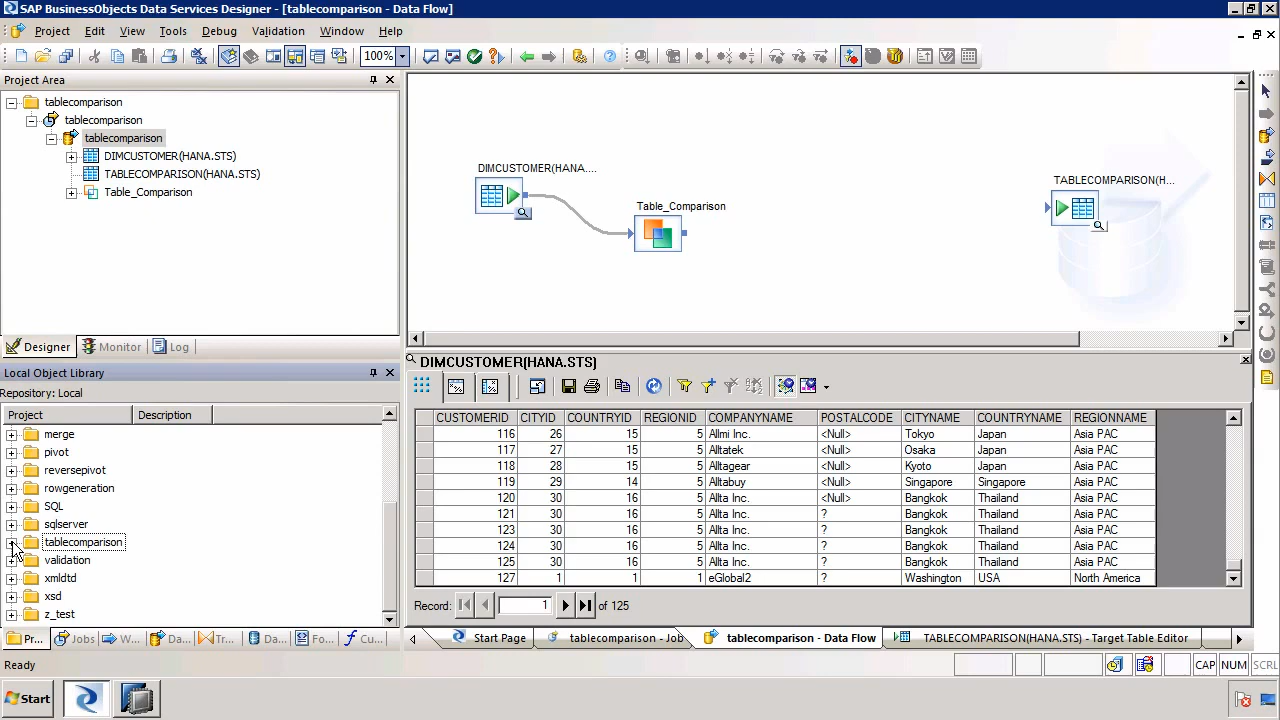 SAP BusinessObjects Data Services Designer - [tablecomparison - Data Flow]
Project Edit View Tools Debug Validation Window Help
100%
Project Area
tablecomparison
tablecomparison
tablecomparison
DIMCUSTOMER(HANA.STS)
TABLECOMPARISON(HANA.STS)
Table_Comparison
Designer Monitor Log
DIMCUSTOMER(HANA....
Table_Comparison
TABLECOMPARISON(H...
Local Object Library
Repository: Local
Project Description
merge
pivot
reversepivot
rowgeneration
SQL
sqlserver
tablecomparison
validation
xmldtd
xsd
z_test
Pr... Jobs W... Da... Tr... Da... Fo... Cu...
DIMCUSTOMER(HANA.STS)
CUSTOMERID CITYID COUNTRYID REGIONID COMPANYNAME POSTALCODE CITYNAME COUNTRYNAME REGIONNAME
116 26 15 5 Allmi Inc. <Null> Tokyo Japan Asia PAC
117 27 15 5 Alltatek <Null> Osaka Japan Asia PAC
118 28 15 5 Alltagear <Null> Kyoto Japan Asia PAC
119 29 14 5 Alltabuy <Null> Singapore Singapore Asia PAC
120 30 16 5 Allta Inc. <Null> Bangkok Thailand Asia PAC
121 30 16 5 Allta Inc. ? Bangkok Thailand Asia PAC
123 30 16 5 Allta Inc. ? Bangkok Thailand Asia PAC
124 30 16 5 Allta Inc. ? Bangkok Thailand Asia PAC
125 30 16 5 Allta Inc. ? Bangkok Thailand Asia PAC
127 1 1 1 eGlobal2 ? Washington USA North America
Record: 1 of 125
Start Page tablecomparison - Job tablecomparison - Data Flow TABLECOMPARISON(HANA.STS) - Target Table Editor
Ready CAP NUM SCRL
Start